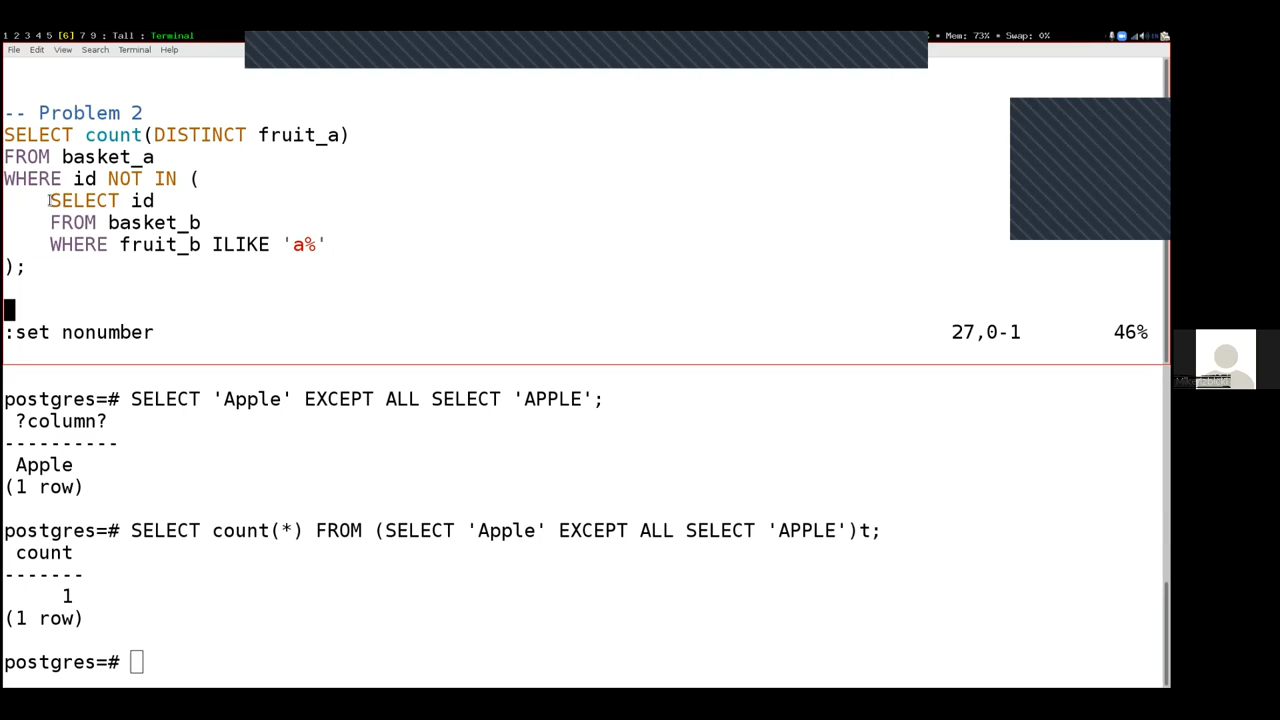 1 2 3 4 5 [6] 7 9 : Tall : Terminal
* Mem: 73% * Swap: 0%
File Edit View Search Terminal Help
-- Problem 2
SELECT count(DISTINCT fruit_a)
FROM basket_a
WHERE id NOT IN (
SELECT id
FROM basket_b
WHERE fruit_b ILIKE 'a%'
);
:set nonumber 27,0-1 46%
postgres=# SELECT 'Apple' EXCEPT ALL SELECT 'APPLE';
?column?
----------
Apple
(1 row)
postgres=# SELECT count(*) FROM (SELECT 'Apple' EXCEPT ALL SELECT 'APPLE')t;
count
-------
1
(1 row)
postgres=#